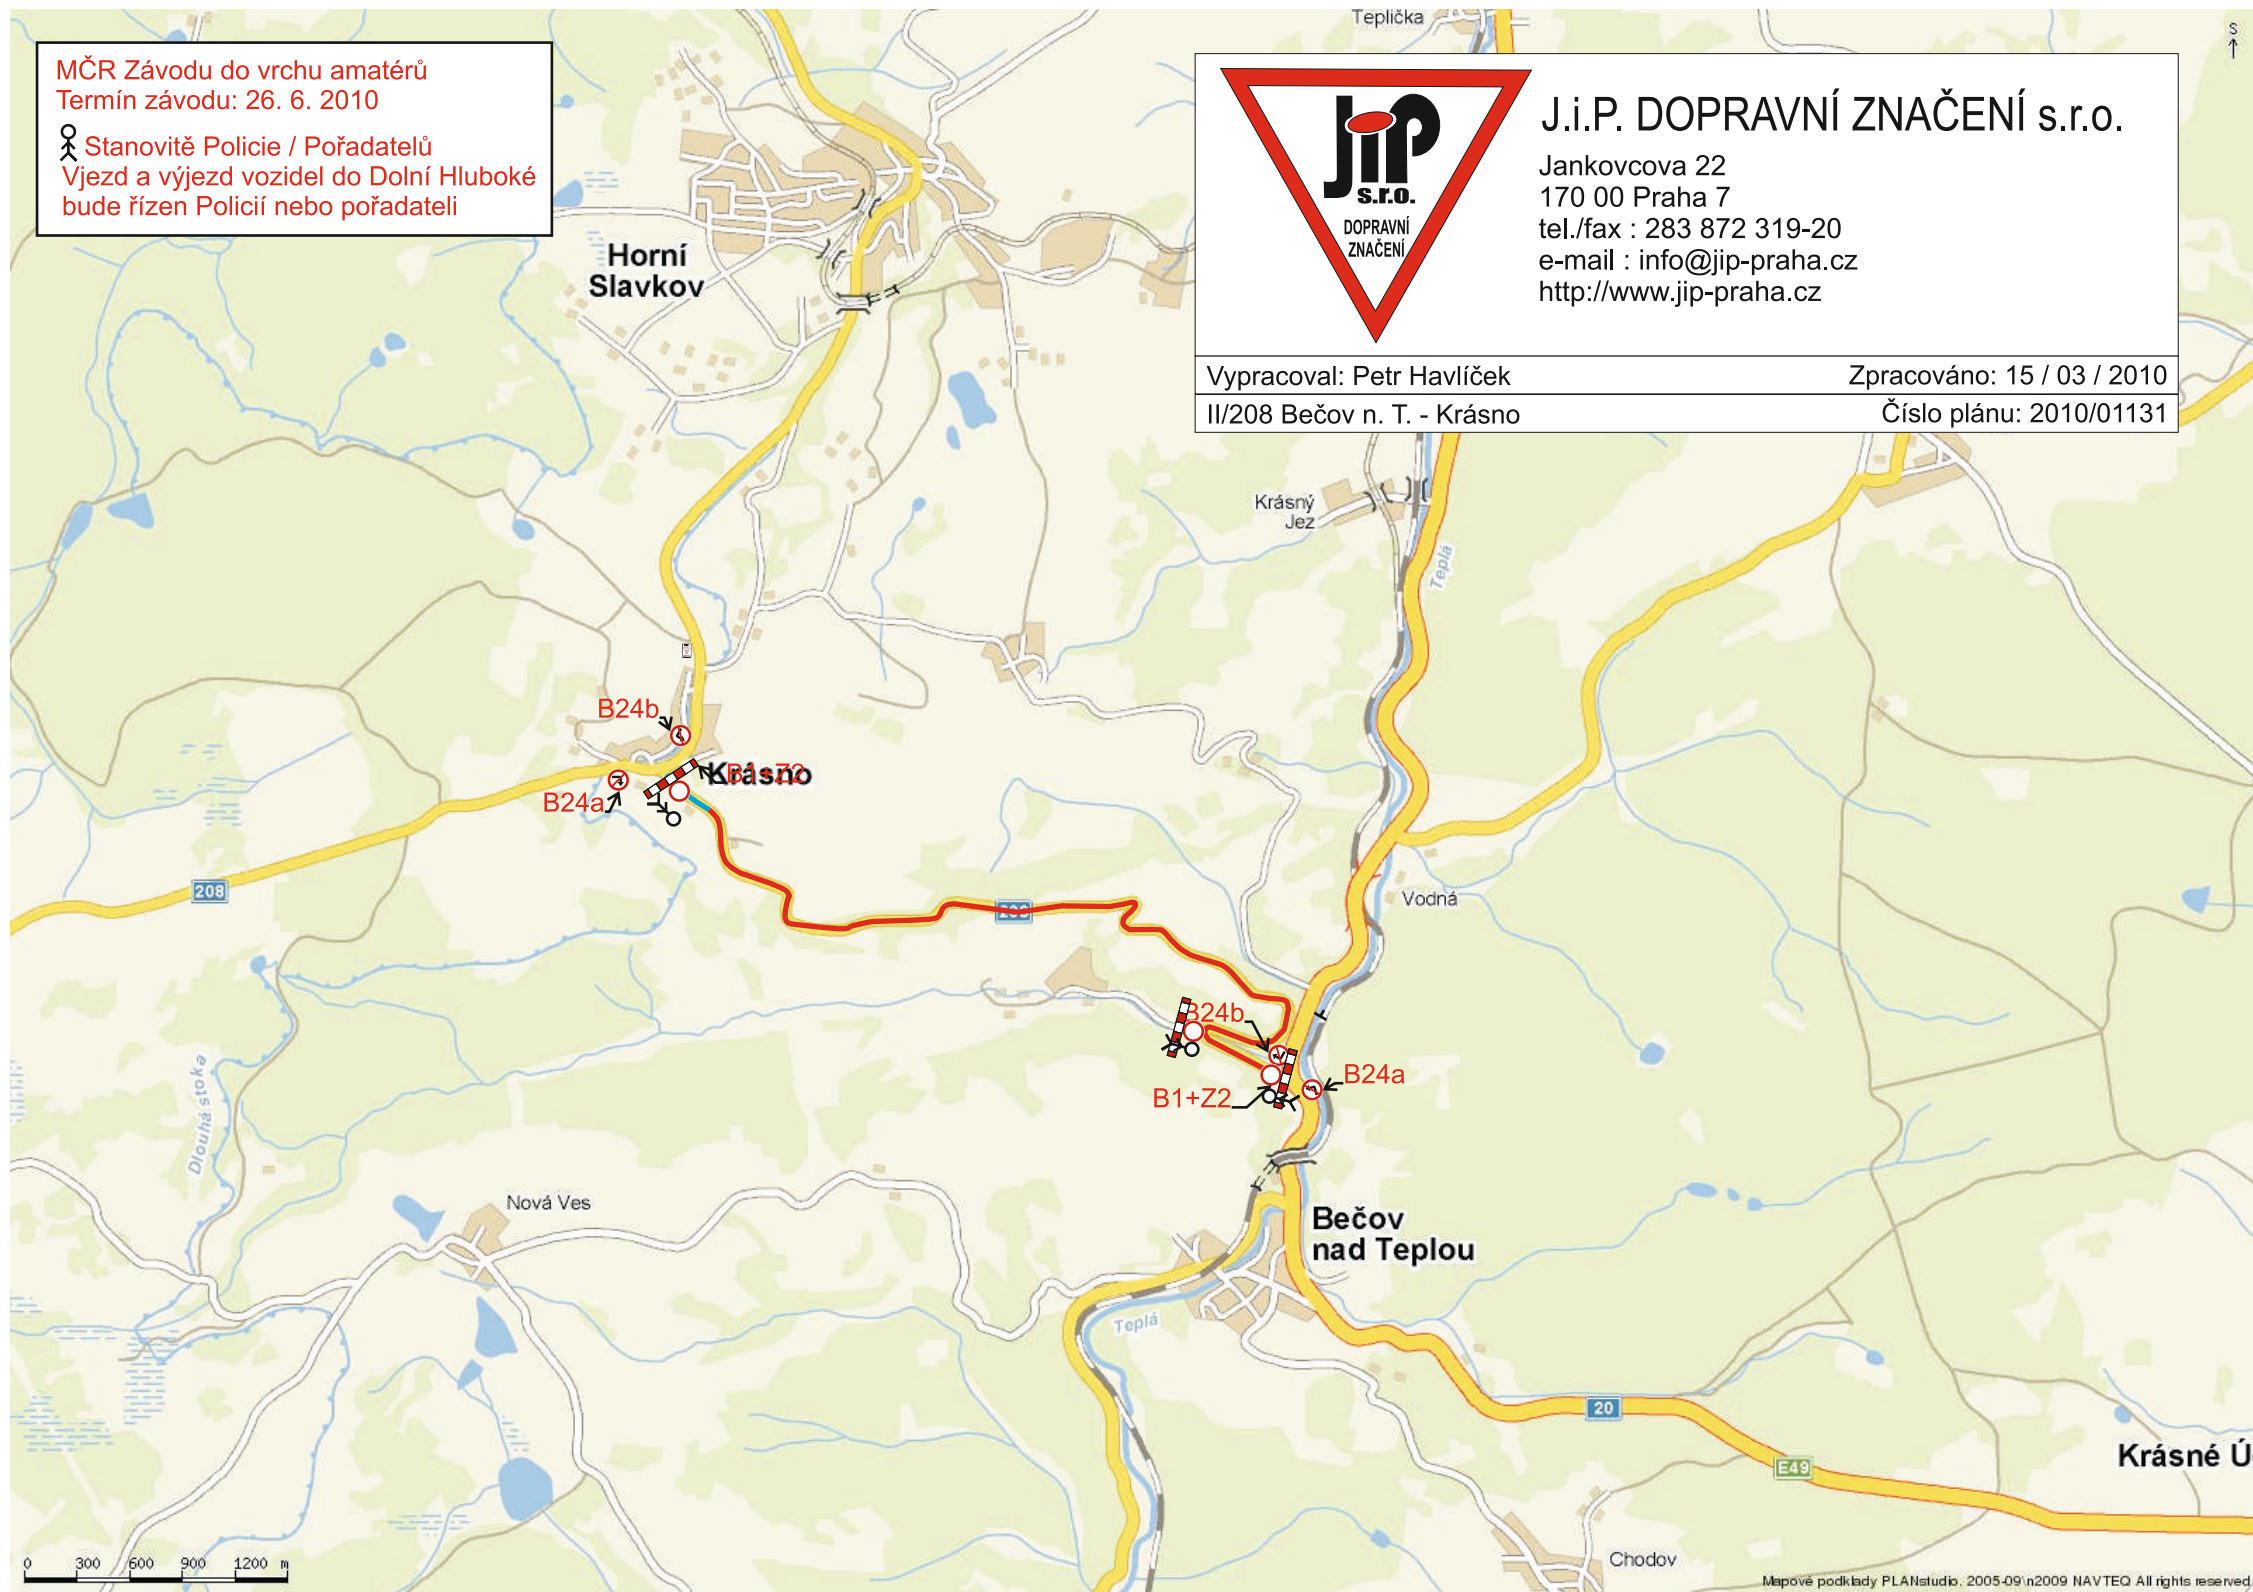 MČR Závodu do vrchu amatérů
Termín závodu: 26. 6. 2010
Stanovitě Policie / Pořadatelů
Vjezd a výjezd vozidel do Dolní Hluboké
bude řízen Policií nebo pořadateli
Teplička
S
JiP
s.r.o.
DOPRAVNÍ
ZNAČENÍ
J.i.P. DOPRAVNÍ ZNAČENÍ s.r.o.
Jankovcova 22
170 00 Praha 7
tel./fax : 283 872 319-20
e-mail : info@jip-praha.cz
http://www.jip-praha.cz
Vypracoval: Petr Havlíček
Zpracováno: 15 / 03 / 2010
II/208 Bečov n. T. - Krásno
Číslo plánu: 2010/01131
Horní
Slavkov
Krásný
Jez
Teplá
B24b
Krásno
B1+Z2
B24a
208
208
Vodná
B24b
B24a
B1+Z2
Dlouhá stoka
Nová Ves
Bečov
nad Teplou
Teplá
20
E49
Krásné Ú
Chodov
0 300 600 900 1200 m
Mapové podklady PLANstudio. 2005-09\n2009 NAVTEQ All rights reserved